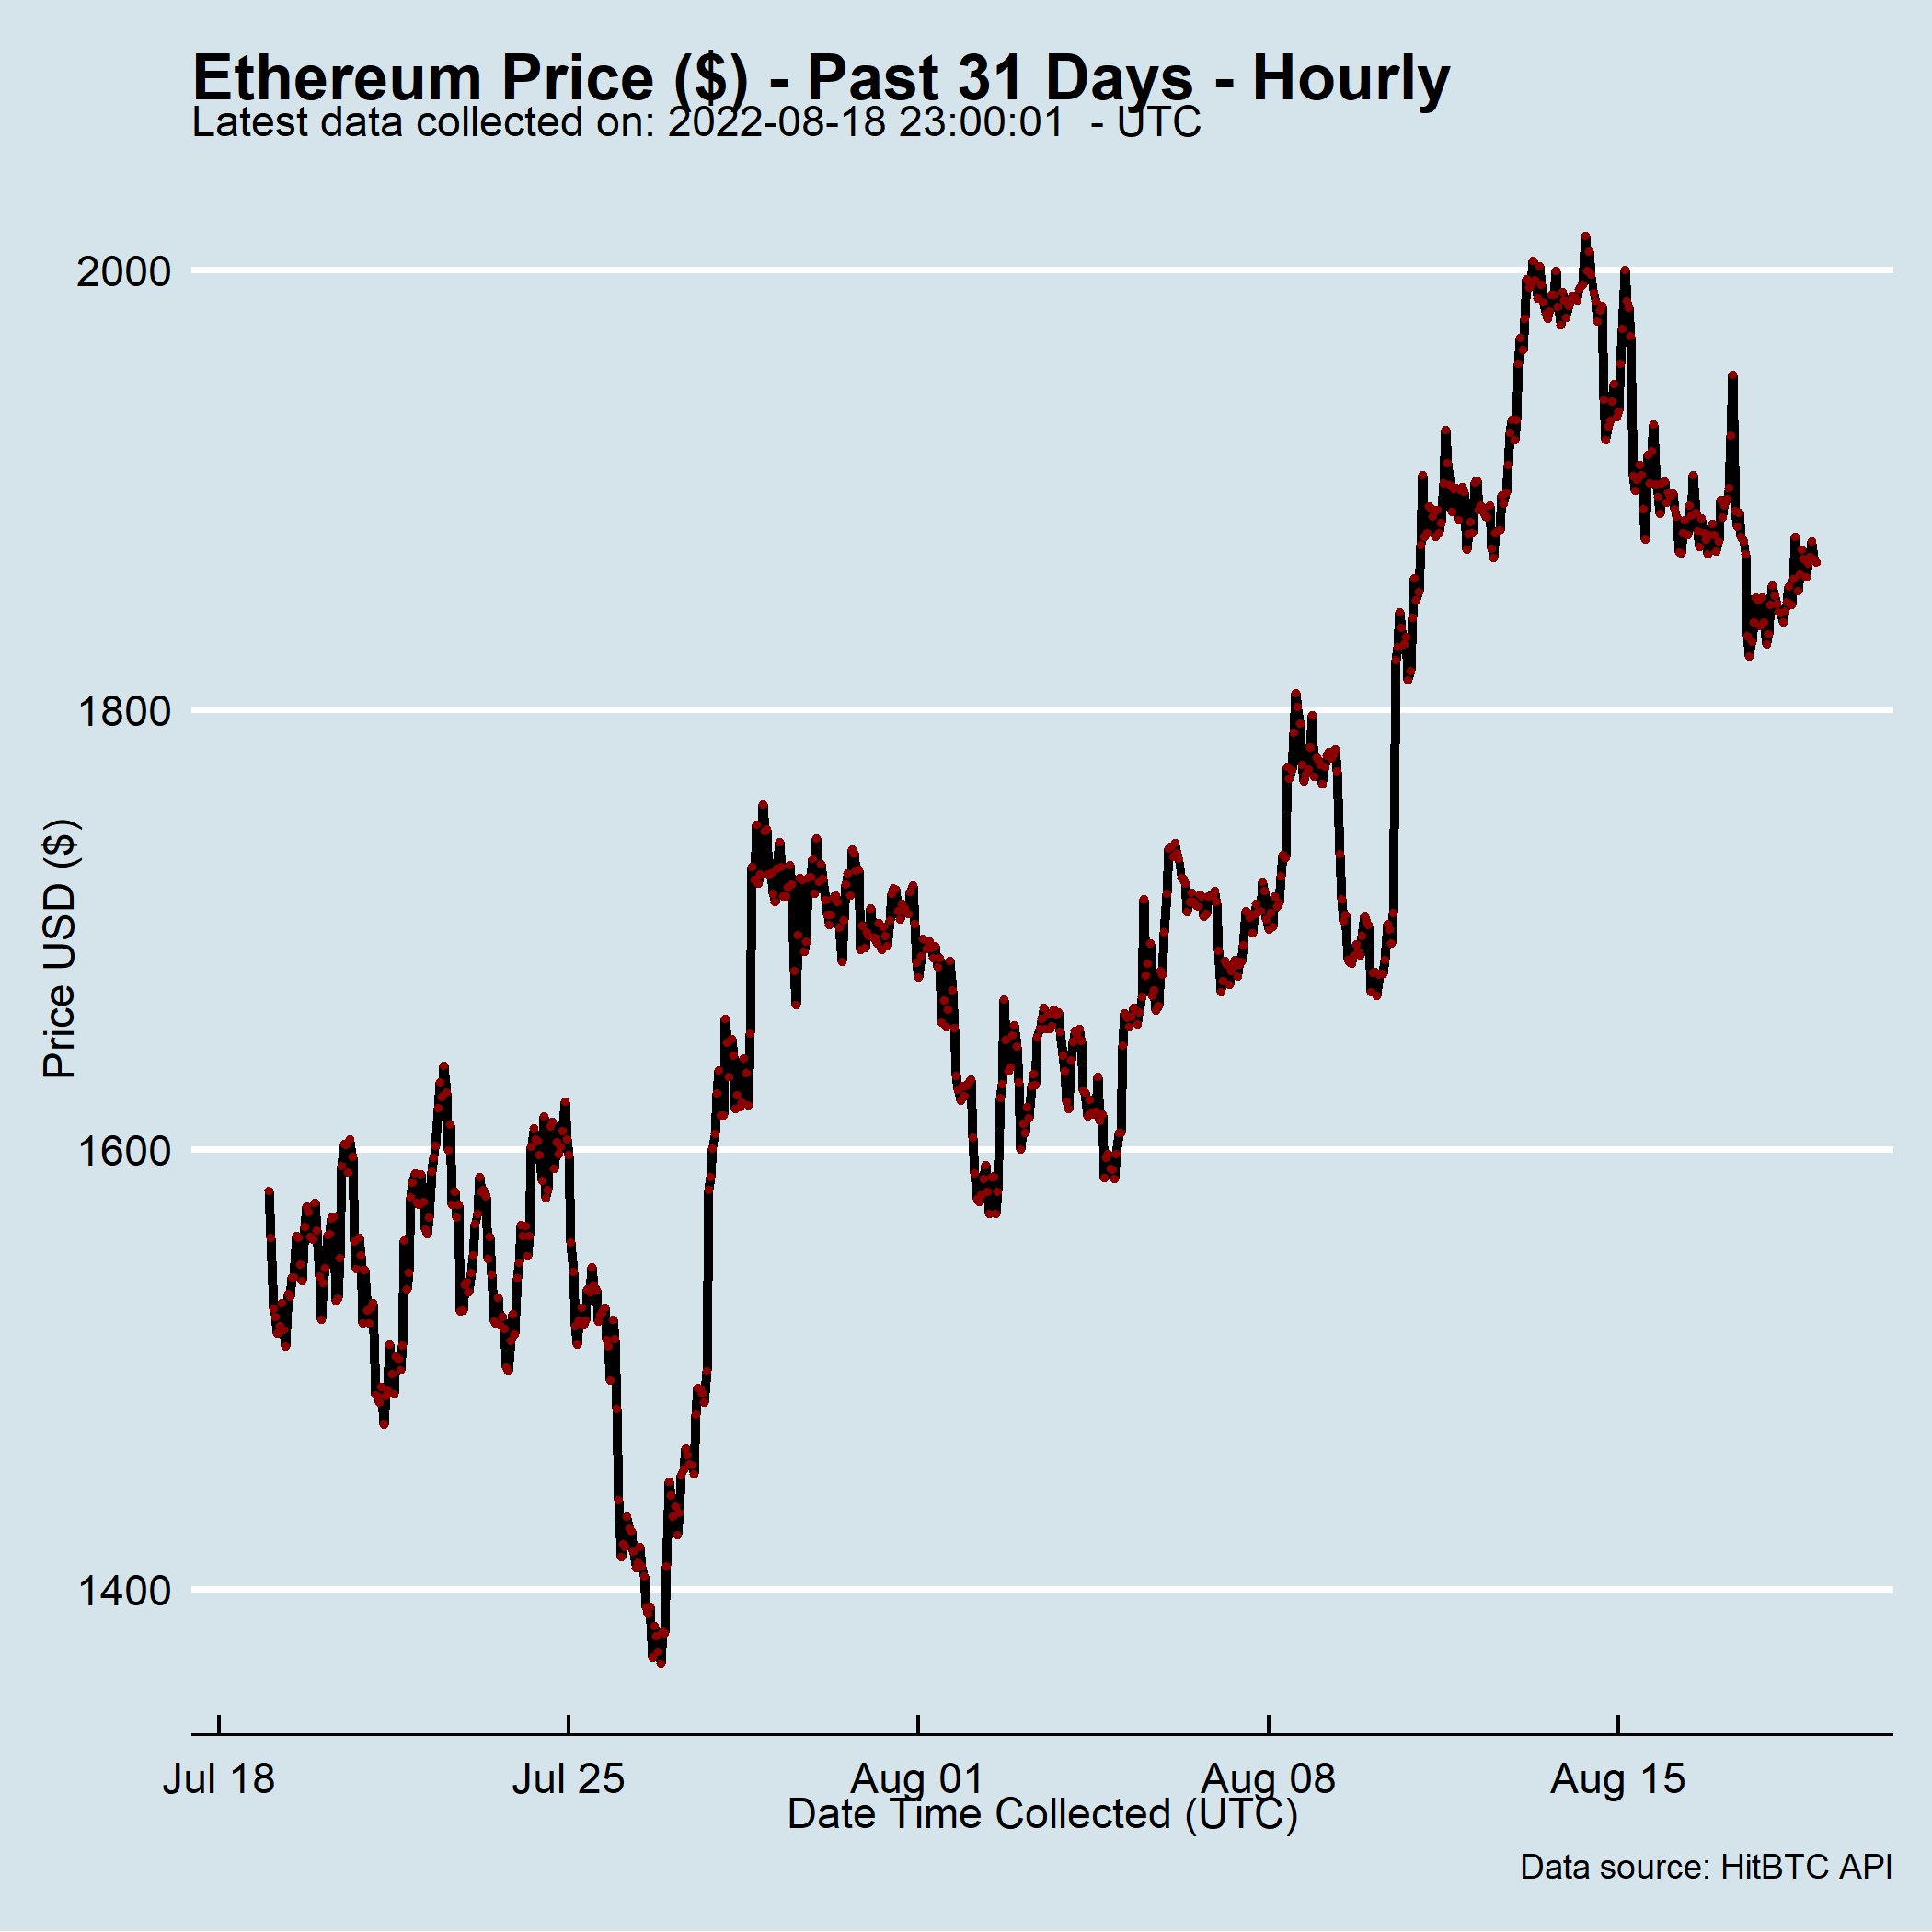 Ethereum Price ($) - Past 31 Days - Hourly
Latest data collected on: 2022-08-18 23:00:01  - UTC
2000
1800
1600
1400
Price USD ($)
Jul 18
Jul 25
Aug 01
Aug 08
Aug 15
Date Time Collected (UTC)
Data source: HitBTC API